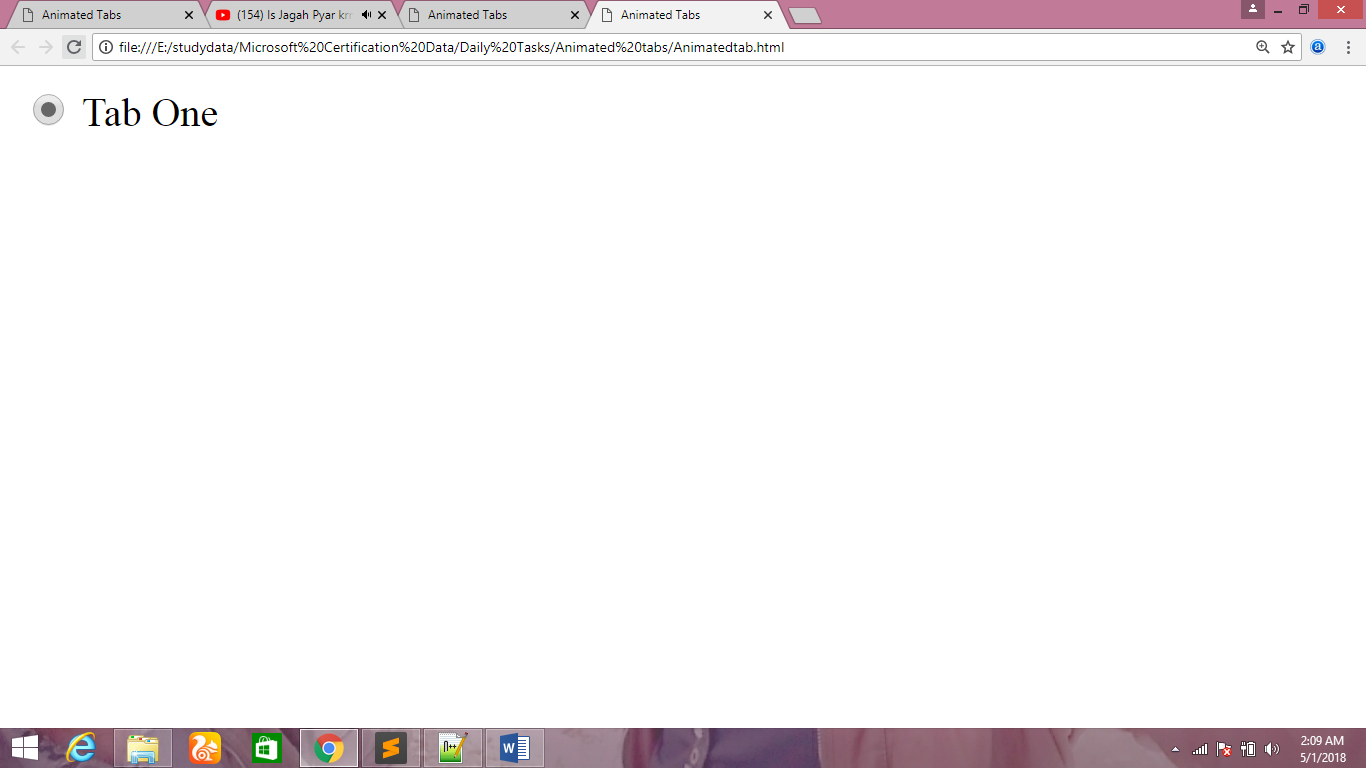 Animated Tabs
(154) Is Jagah Pyar kr
Animated Tabs
Animated Tabs
file:///E:/studydata/Microsoft%20Certification%20Data/Daily%20Tasks/Animated%20tabs/Animatedtab.html
Tab One
2:09 AM
5/1/2018